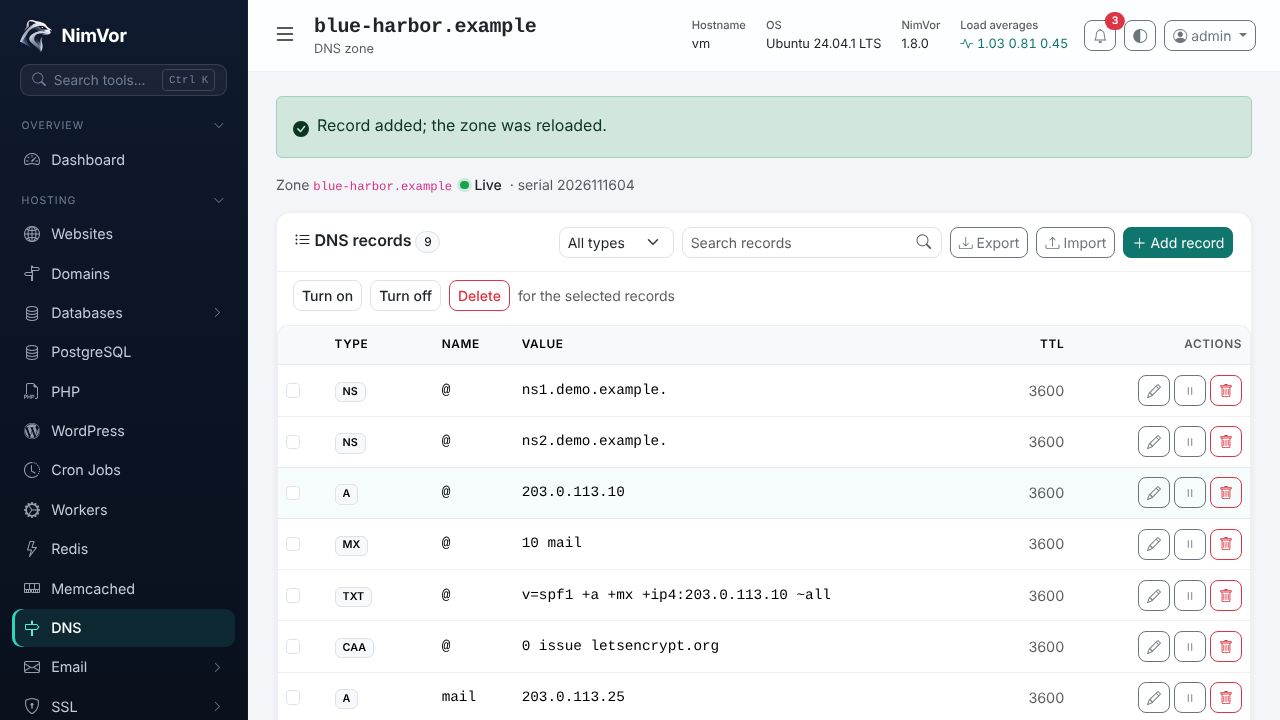 NimVor
Search tools... Ctrl K
OVERVIEW
Dashboard
HOSTING
Websites
Domains
Databases
PostgreSQL
PHP
WordPress
Cron Jobs
Workers
Redis
Memcached
DNS
Email
SSL
blue-harbor.example
DNS zone
Hostname
vm
OS
Ubuntu 24.04.1 LTS
NimVor
1.8.0
Load averages
1.03 0.81 0.45
3
admin
Record added; the zone was reloaded.
Zone blue-harbor.example Live · serial 2026111604
DNS records 9
All types
Search records
Export
Import
Add record
Turn on Turn off Delete for the selected records
TYPE NAME VALUE TTL ACTIONS
NS @ ns1.demo.example. 3600
NS @ ns2.demo.example. 3600
A @ 203.0.113.10 3600
MX @ 10 mail 3600
TXT @ v=spf1 +a +mx +ip4:203.0.113.10 ~all 3600
CAA @ 0 issue letsencrypt.org 3600
A mail 203.0.113.25 3600